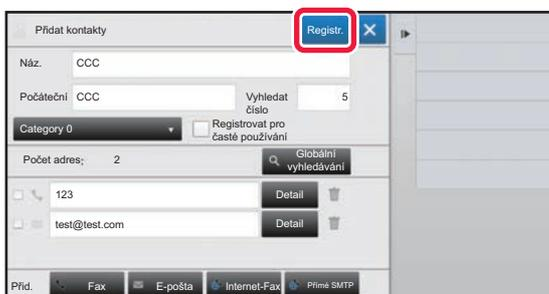 Přidat kontakty Registr.
Náz. CCC
Počáteční CCC Vyhledat číslo 5
Category 0 Registrovat pro časté používání
Počet adres: 2 Globální vyhledávání
123 Detail
test@test.com Detail
Přid. Fax E-pošta Internet-Fax Přímé SMTP